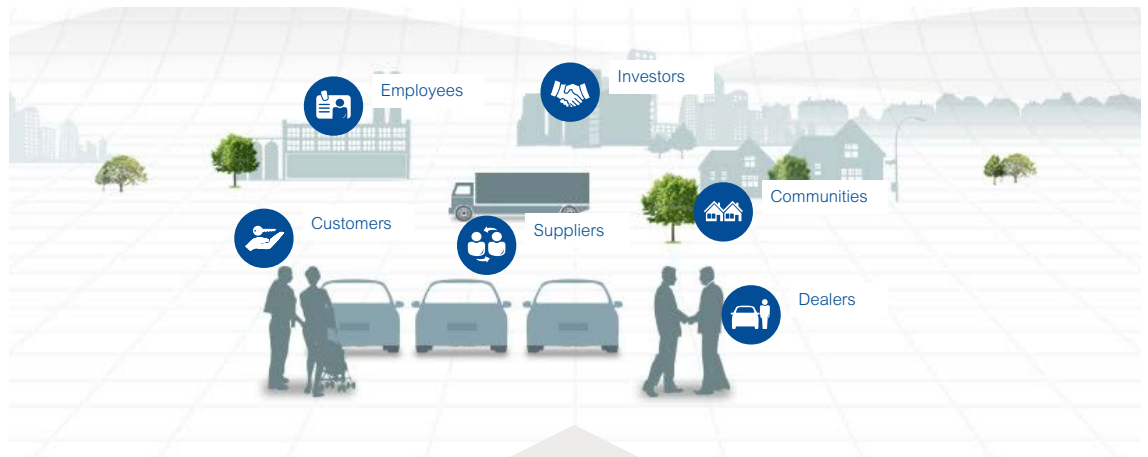 Investors
Employees
Communities
Customers
Suppliers
Dealers